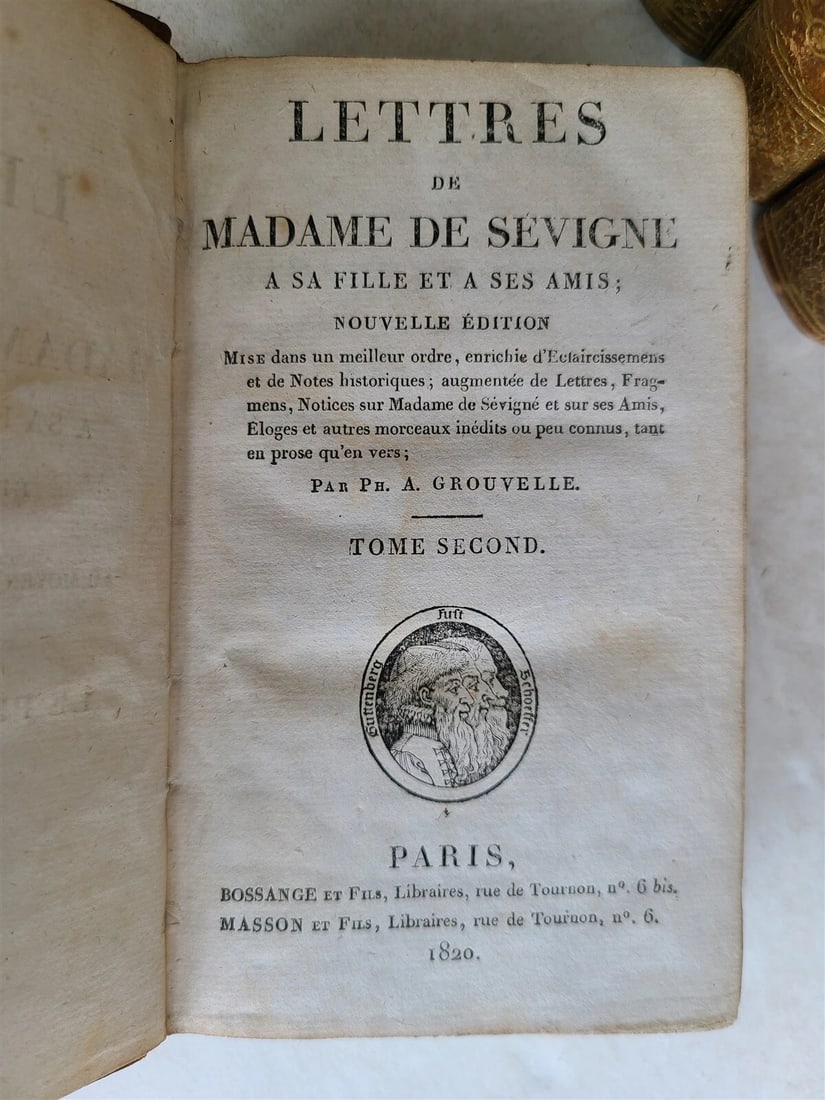 LETTRES
DE
MADAME DE SÉVIGNE
A SA FILLE ET A SES AMIS;
NOUVELLE ÉDITION
MISE dans un meilleur ordre, enrichie d'Eclaircissemens
et de Notes historiques; augmentée de Lettres, Frag-
mens, Notices sur Madame de Sévigné et sur ses Amis,
Éloges et autres morceaux inédits ou peu connus, tant
en prose qu'en vers;
PAR PH. A. GROUVELLE.
TOME SECOND.
Fust
Guttenberg
Schoeffer
PARIS,
BOSSANGE ET FILS, Libraires, rue de Tournon, nº. 6 bis.
MASSON ET FILS, Libraires, rue de Tournon, nº. 6.
1820.